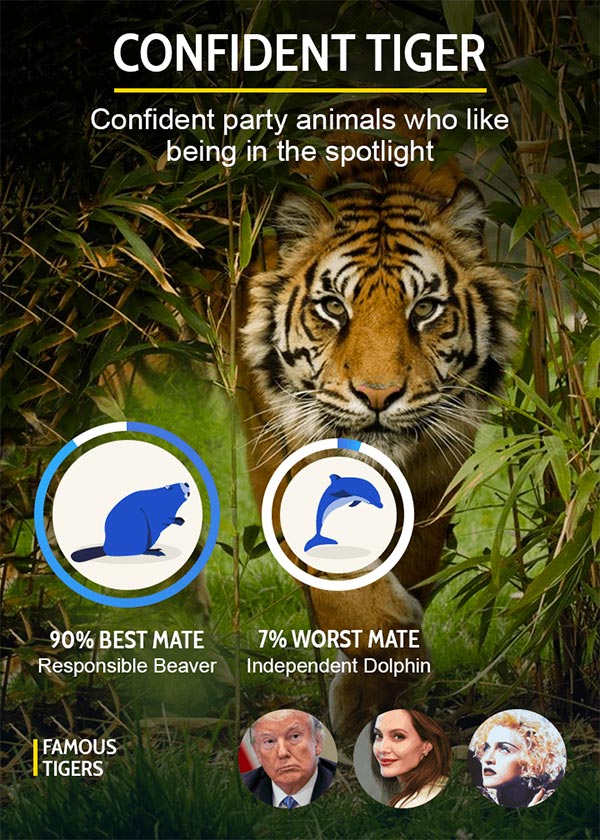 CONFIDENT TIGER
Confident party animals who like
being in the spotlight
90% BEST MATE
Responsible Beaver
7% WORST MATE
Independent Dolphin
FAMOUS
TIGERS